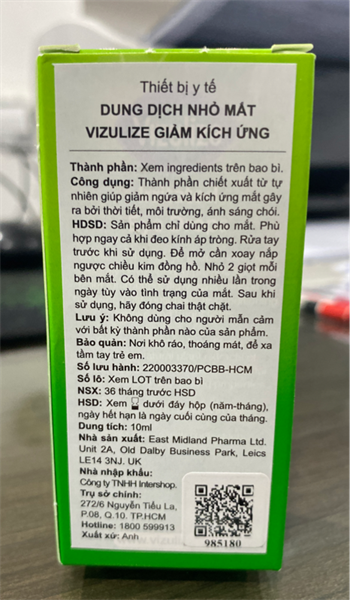 Thiết bị y tế
DUNG DỊCH NHỎ MẮT
VIZULIZE GIẢM KÍCH ỨNG
Thành phần: Xem ingredients trên bao bì.
Công dụng: Thành phần chiết xuất từ tự
nhiên giúp giảm ngứa và kích ứng mắt gây
ra bởi thời tiết, môi trường, ánh sáng chói.
HDSD: Sản phẩm chỉ dùng cho mắt. Phù
hợp ngay cả khi đeo kính áp tròng. Rửa tay
trước khi sử dụng. Để mở cần xoay nắp
ngược chiều kim đồng hồ. Nhỏ 2 giọt mỗi
bên mắt. Có thể sử dụng nhiều lần trong
ngày tùy vào tình trạng của mắt. Sau khi
sử dụng, hãy đóng chai thật chặt.
Lưu ý: Không dùng cho người mẫn cảm
với bất kỳ thành phần nào của sản phẩm.
Bảo quản: Nơi khô ráo, thoáng mát, để xa
tầm tay trẻ em.
Số lưu hành: 220003370/PCBB-HCM
Số lô: Xem LOT trên bao bì
NSX: 36 tháng trước HSD
HSD: Xem dưới đáy hộp (năm-tháng),
ngày hết hạn là ngày cuối cùng của tháng.
Dung tích: 10ml
Nhà sản xuất: East Midland Pharma Ltd.
Unit 2A, Old Dalby Business Park, Leics
LE14 3NJ. UK
Nhà nhập khẩu:
Công ty TNHH Intershop.
Trụ sở chính:
272/6 Nguyễn Tiểu La,
P.08, Q.10. TP.HCM
Hotline: 1800 599913
Xuất xứ: Anh
985180